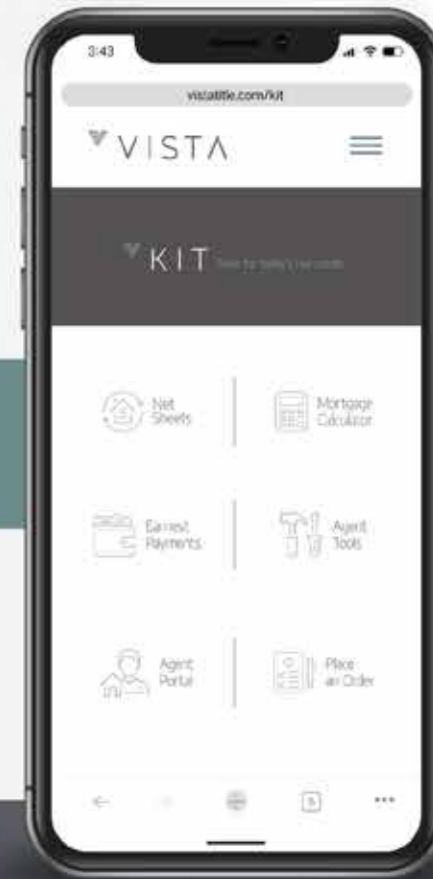 3:43
vistatitle.com/kit
VISTA
KIT
Net
Sheets
Mortgage
Calculator
Earnest
Payments
Agent
Tools
Agent
Portal
Place
an Order